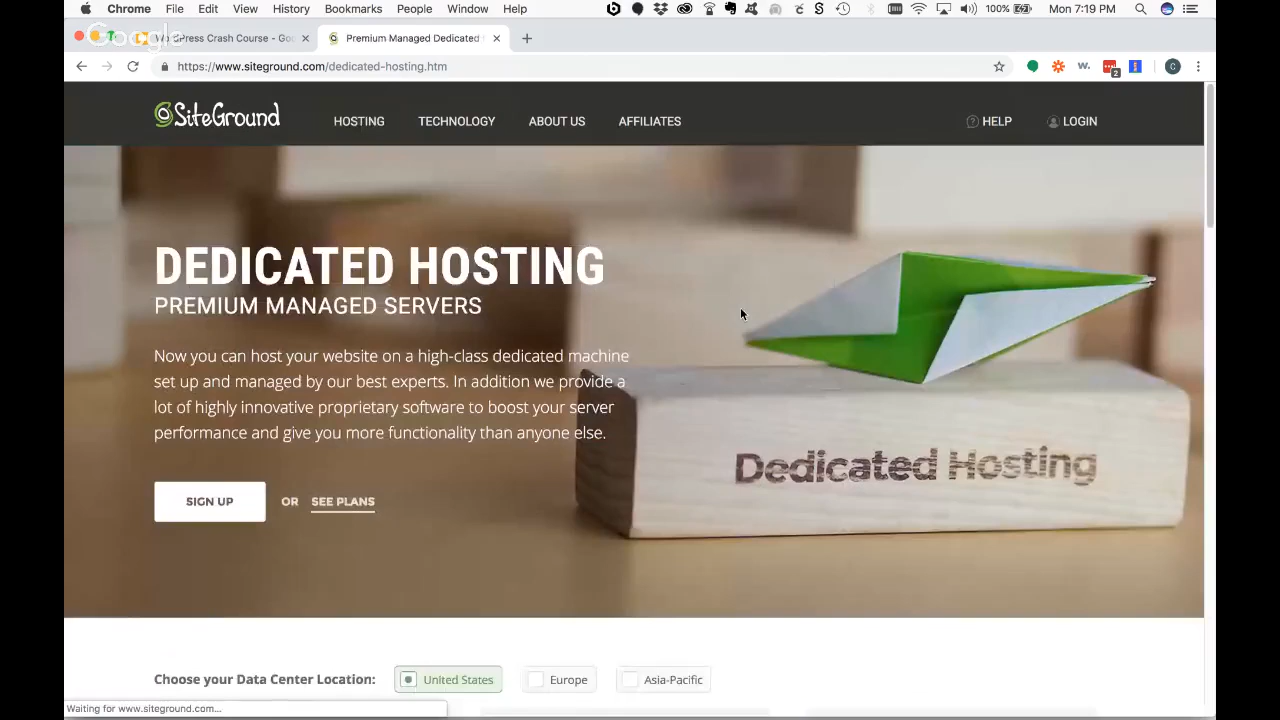 Chrome File Edit View History Bookmarks People Window Help 100% Mon 7:19 PM
Google
WordPress Crash Course - Goo
Premium Managed Dedicated
https://www.siteground.com/dedicated-hosting.htm
w.
2
C
SiteGround
HOSTING TECHNOLOGY ABOUT US AFFILIATES HELP LOGIN
DEDICATED HOSTING
PREMIUM MANAGED SERVERS
Now you can host your website on a high-class dedicated machine
set up and managed by our best experts. In addition we provide a
lot of highly innovative proprietary software to boost your server
performance and give you more functionality than anyone else.
Dedicated Hosting
SIGN UP OR SEE PLANS
Choose your Data Center Location: United States Europe Asia-Pacific
Waiting for www.siteground.com...